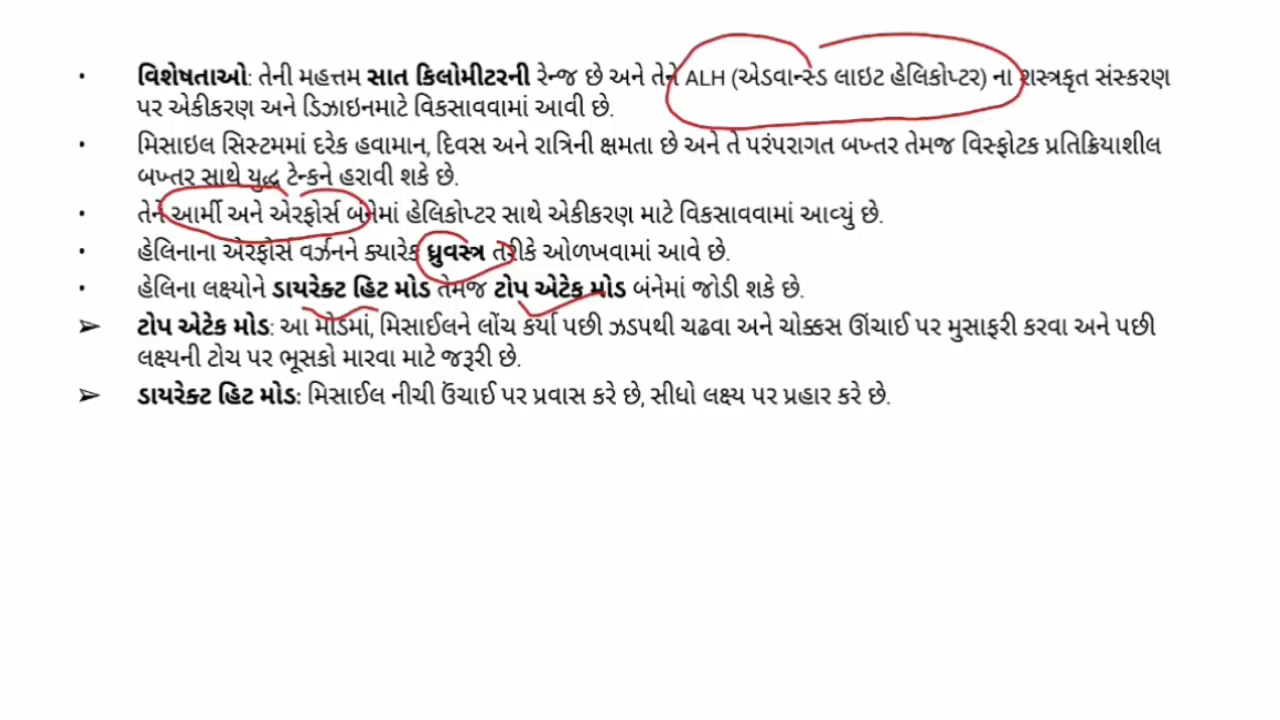 • વિશેષતાઓ: તેની મહત્તમ સાત કિલોમીટરની રેન્જ છે અને તેને ALH (એડવાન્સ્ડ લાઇટ હેલિકોપ્ટર) ના શસ્ત્રકૃત સંસ્કરણ
પર એકીકરણ અને ડિઝાઇનમાટે વિકસાવવામાં આવી છે.
• મિસાઇલ સિસ્ટમમાં દરેક હવામાન, દિવસ અને રાત્રિની ક્ષમતા છે અને તે પરંપરાગત બખ્તર તેમજ વિસ્ફોટક પ્રતિક્રિયાશીલ
બખ્તર સાથે યુદ્ધ ટેન્કને હરાવી શકે છે.
• તેને આર્મી અને એરફોર્સ બંનેમાં હેલિકોપ્ટર સાથે એકીકરણ માટે વિકસાવવામાં આવ્યું છે.
• હેલિનાના એરફોર્સ વર્ઝનને ક્યારેક ધ્રુવસ્ત્ર તરીકે ઓળખવામાં આવે છે.
• હેલિના લક્ષ્યોને ડાયરેક્ટ હિટ મોડ તેમજ ટોપ એટેક મોડ બંનેમાં જોડી શકે છે.
➢ ટોપ એટેક મોડ: આ મોડમાં, મિસાઈલને લોંચ કર્યા પછી ઝડપથી ચઢવા અને ચોક્કસ ઊંચાઈ પર મુસાફરી કરવા અને પછી
લક્ષ્યની ટોચ પર ભૂસકો મારવા માટે જરૂરી છે.
➢ ડાયરેક્ટ હિટ મોડ: મિસાઈલ નીચી ઉંચાઈ પર પ્રવાસ કરે છે, સીધો લક્ષ્ય પર પ્રહાર કરે છે.